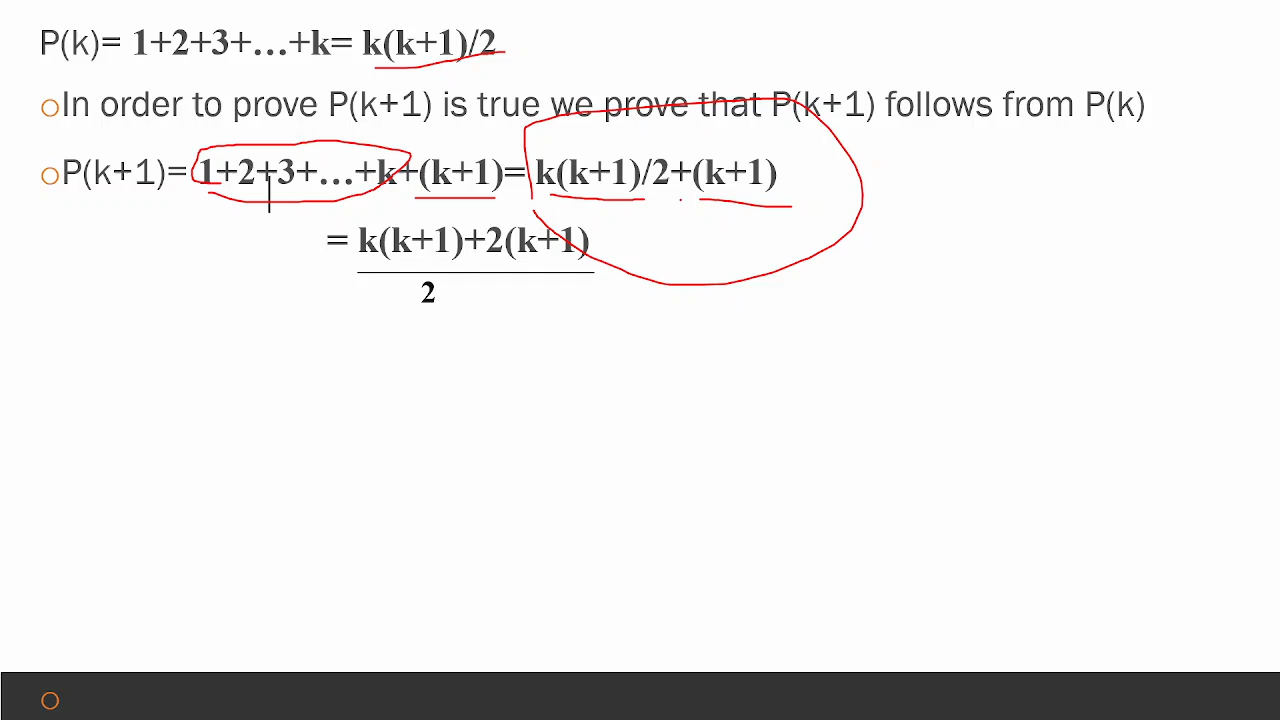 P(k)= 1+2+3+…+k= k(k+1)/2
In order to prove P(k+1) is true we prove that P(k+1) follows from P(k)
P(k+1)= 1+2+3+…+k+(k+1)= k(k+1)/2+(k+1)
= k(k+1)+2(k+1)
2